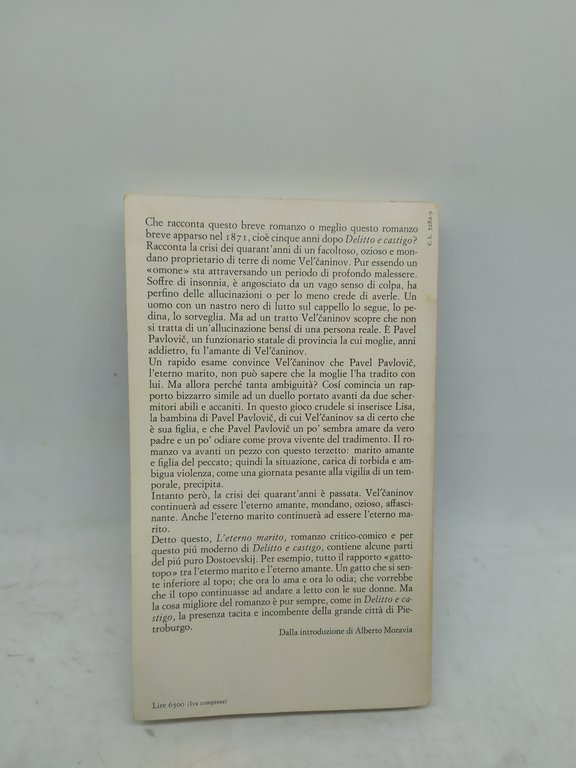 Che racconta questo breve romanzo o meglio questo romanzo
breve apparso nel 1871, cioè cinque anni dopo Delitto e castigo?
Racconta la crisi dei quarant'anni di un facoltoso, ozioso e mon-
dano proprietario di terre di nome Vel'čaninov. Pur essendo un
«omone» sta attraversando un periodo di profondo malessere.
Soffre di insonnia, è angosciato da un vago senso di colpa, ha
perfino delle allucinazioni o per lo meno crede di averle. Un
uomo con un nastro nero di lutto sul cappello lo segue, lo pe-
dina, lo sorveglia. Ma ad un tratto Vel'čaninov scopre che non
si tratta di un'allucinazione bensí di una persona reale. È Pavel
Pavlovič, un funzionario statale di provincia la cui moglie, anni
addietro, fu l'amante di Vel'čaninov.
Un rapido esame convince Vel'čaninov che Pavel Pavlovič,
l'eterno marito, non può sapere che la moglie l'ha tradito con
lui. Ma allora perché tanta ambiguità? Cosí comincia un rap-
porto bizzarro simile ad un duello portato avanti da due scher-
mitori abili e accaniti. In questo gioco crudele si inserisce Lisa,
la bambina di Pavel Pavlovič, di cui Vel'čaninov sa di certo che
è sua figlia, e che Pavel Pavlovič un po' sembra amare da vero
padre e un po' odiare come prova vivente del tradimento. Il ro-
manzo va avanti un pezzo con questo terzetto: marito amante
e figlia del peccato; quindi la situazione, carica di torbida e am-
bigua violenza, come una giornata pesante alla vigilia di un tem-
porale, precipita.
Intanto però, la crisi dei quarant'anni è passata. Vel'čaninov
continuerà ad essere l'eterno amante, mondano, ozioso, affasci-
nante. Anche l'eterno marito continuerà ad essere l'eterno ma-
rito.
Detto questo, L'eterno marito, romanzo critico-comico e per
questo piú moderno di Delitto e castigo, contiene alcune parti
del piú puro Dostoevskij. Per esempio, tutto il rapporto «gatto-
topo» tra l'etermo marito e l'eterno amante. Un gatto che si sen-
te inferiore al topo; che ora lo ama e ora lo odia; che vorrebbe
che il topo continuasse ad andare a letto con le sue donne. Ma
la cosa migliore del romanzo è pur sempre, come in Delitto e ca-
stigo, la presenza tacita e incombente della grande città di Pie-
troburgo.
Dalla introduzione di Alberto Moravia
Lire 6500 (Iva compresa)
C L. 5282-9